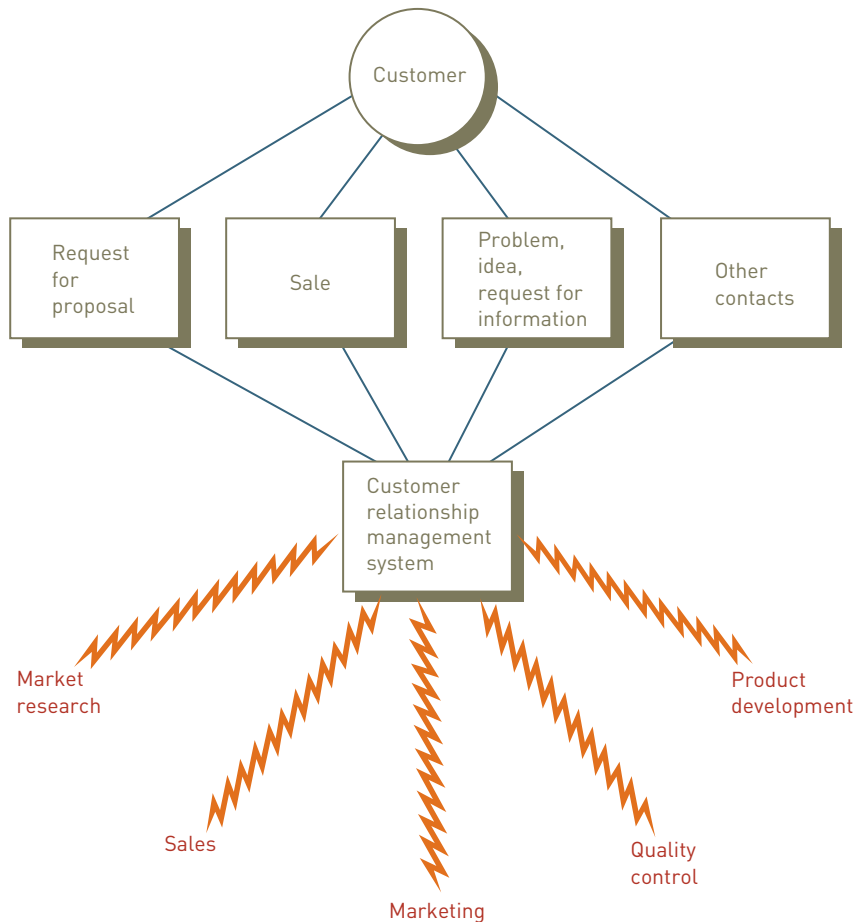 Customer
Request
for
proposal
Sale
Problem,
idea,
request for
information
Other
contacts
Customer
relationship
management
system
Market
research
Sales
Marketing
Quality
control
Product
development